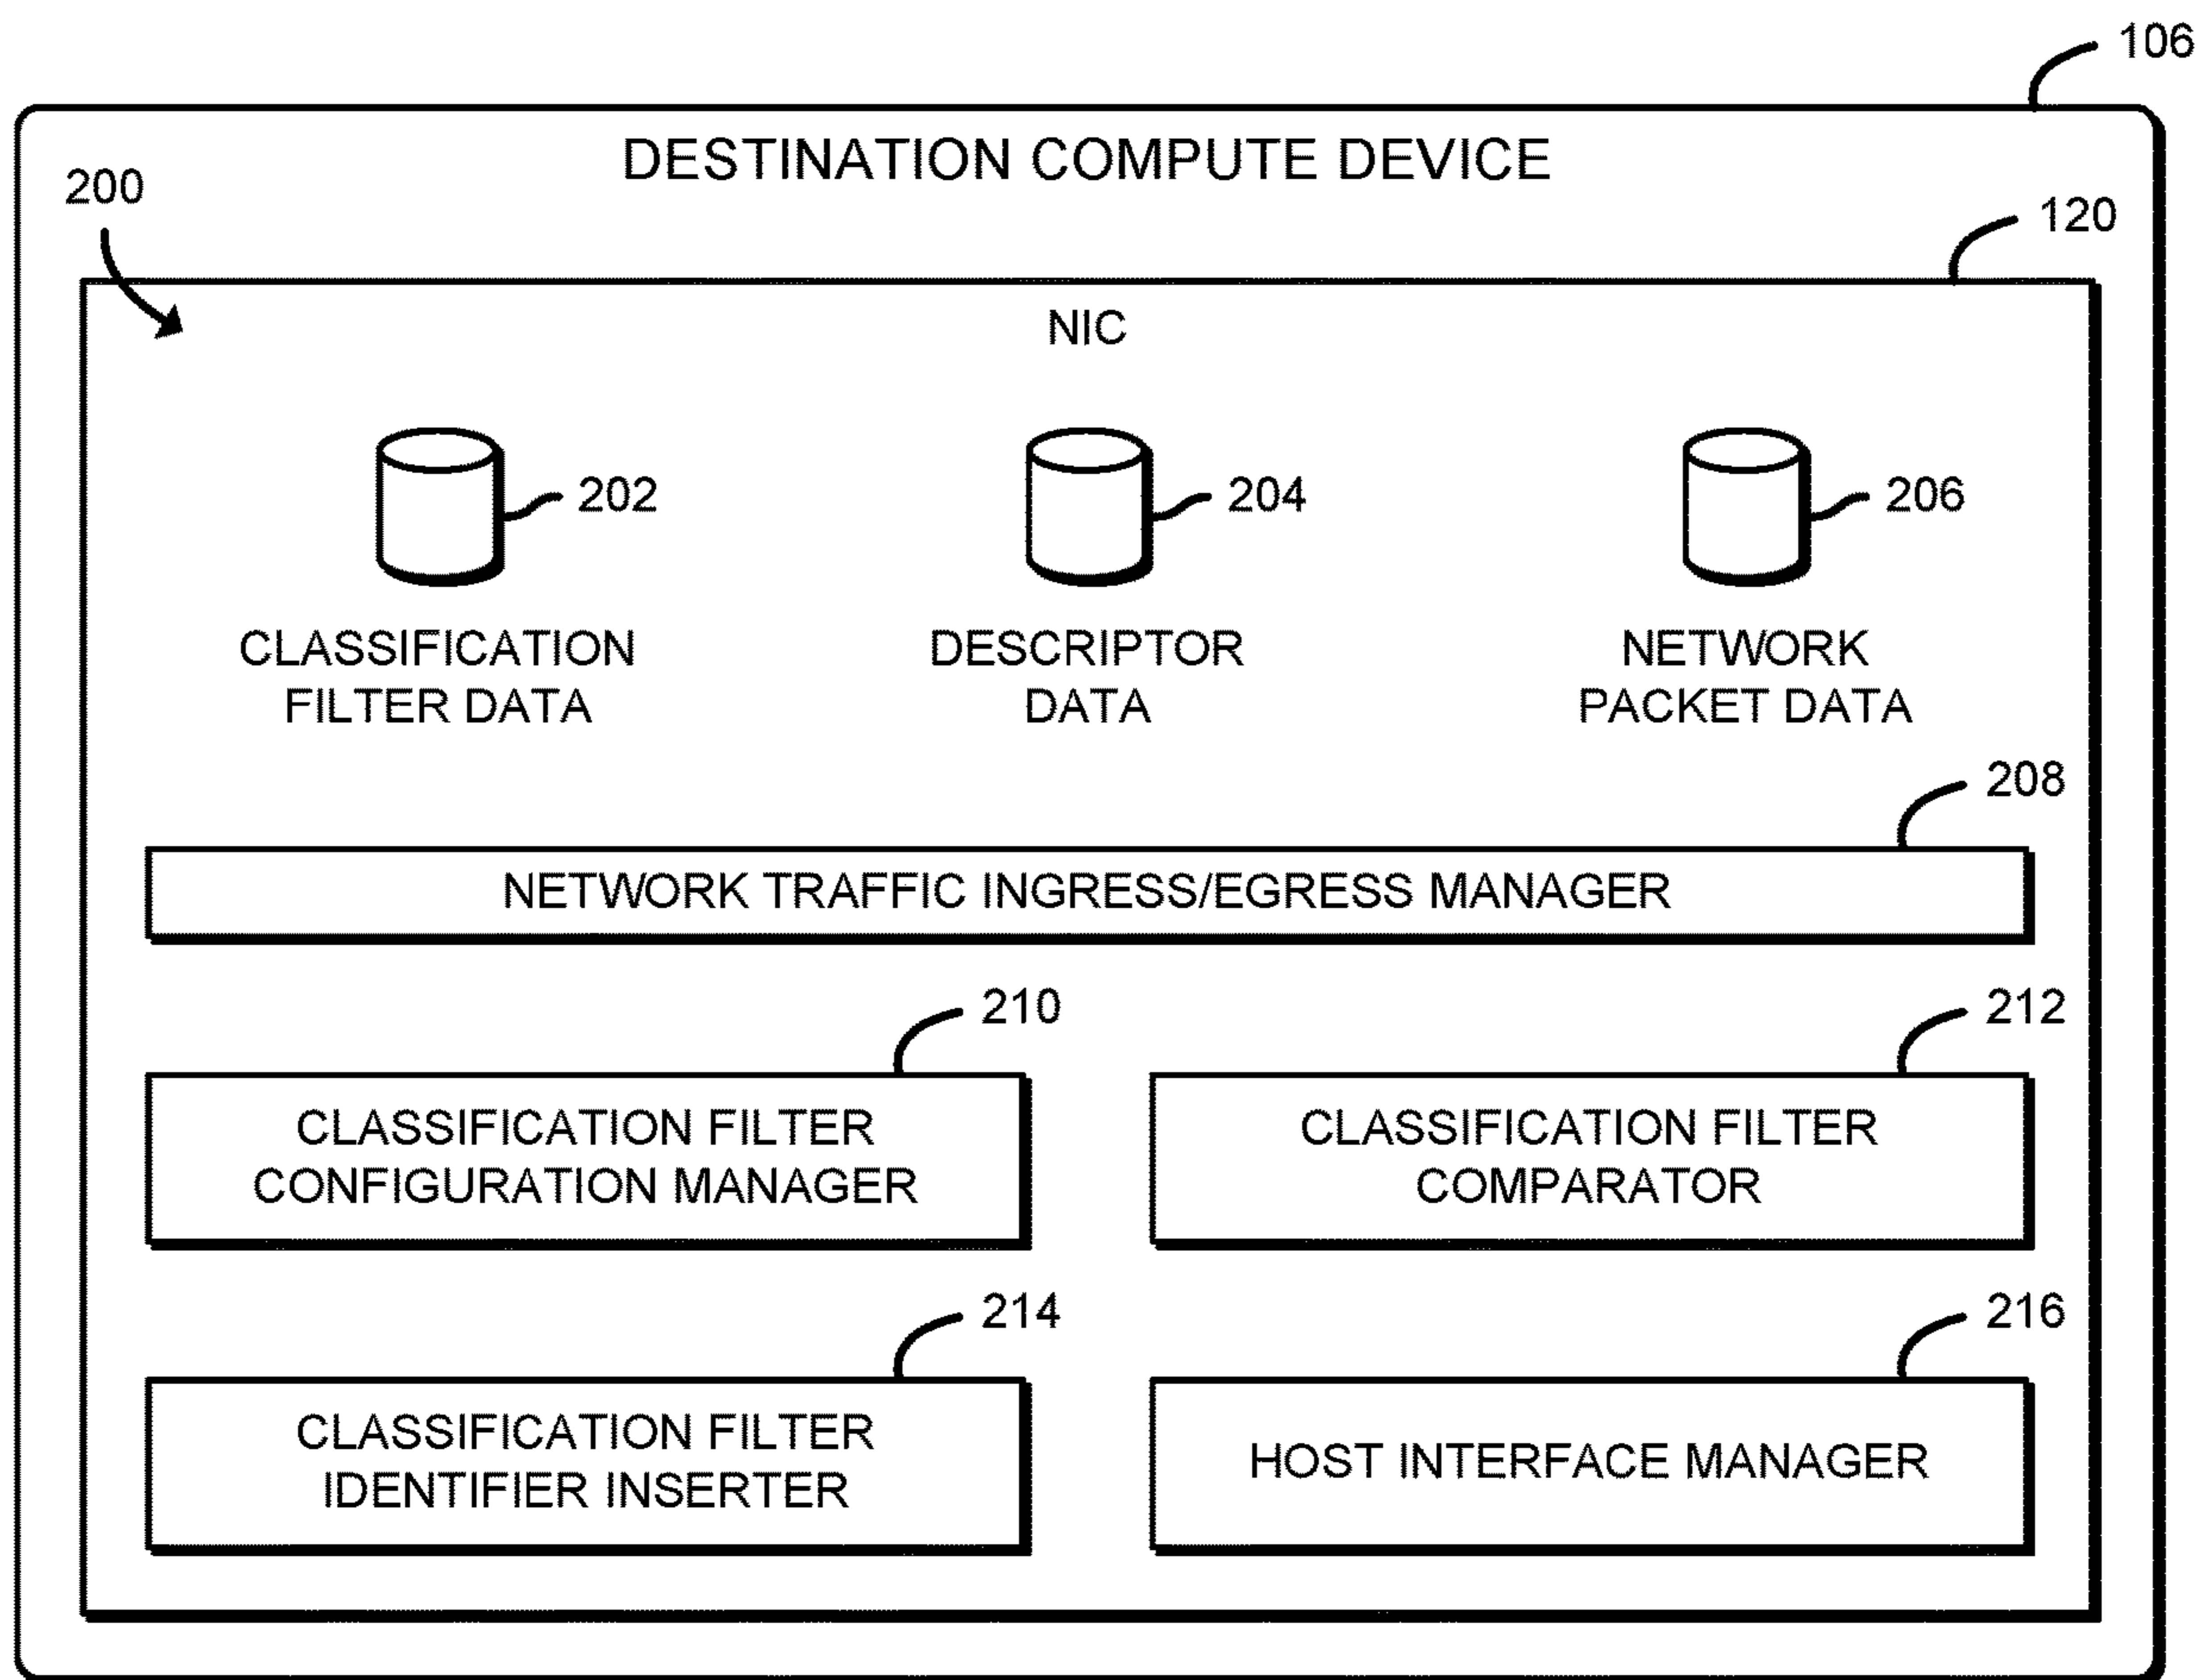 106
DESTINATION COMPUTE DEVICE
200
120
NIC
202
204
206
CLASSIFICATION
FILTER DATA
DESCRIPTOR
DATA
NETWORK
PACKET DATA
208
NETWORK TRAFFIC INGRESS/EGRESS MANAGER
210
212
CLASSIFICATION FILTER
CONFIGURATION MANAGER
CLASSIFICATION FILTER
COMPARATOR
214
216
CLASSIFICATION FILTER
IDENTIFIER INSERTER
HOST INTERFACE MANAGER